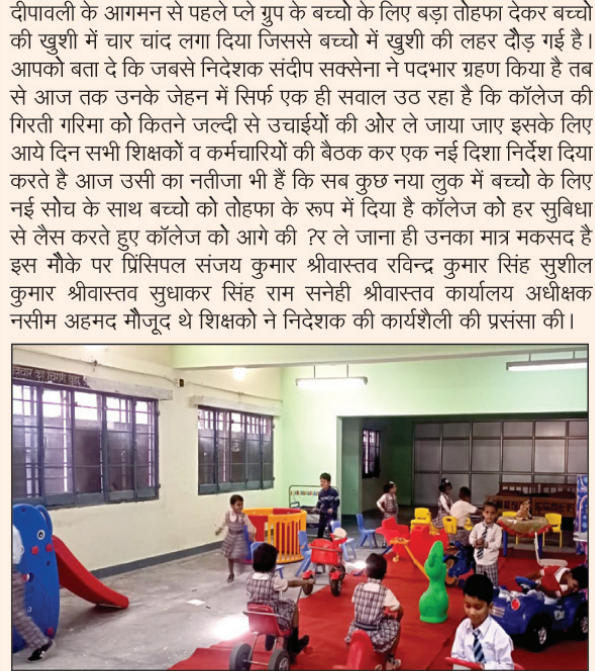 दीपावली के आगमन से पहले प्ले ग्रुप के बच्चो के लिए बड़ा तोहफा देकर बच्चो
की खुशी में चार चांद लगा दिया जिससे बच्चो में खुशी की लहर दौड़ गई है।
आपको बता दे कि जबसे निदेशक संदीप सक्सेना ने पदभार ग्रहण किया है तब
से आज तक उनके जेहन में सिर्फ एक ही सवाल उठ रहा है कि कॉलेज की
गिरती गरिमा को कितने जल्दी से उचाईयों की ओर ले जाया जाए इसके लिए
आये दिन सभी शिक्षकों व कर्मचारियों की बैठक कर एक नई दिशा निर्देश दिया
करते है आज उसी का नतीजा भी हैं कि सब कुछ नया लुक में बच्चो के लिए
नई सोच के साथ बच्चो को तोहफा के रूप में दिया है कॉलेज को हर सुबिधा
से लैस करते हुए कॉलेज को आगे की ?र ले जाना ही उनका मात्र मकसद है
इस मौके पर प्रिंसिपल संजय कुमार श्रीवास्तव रविन्द्र कुमार सिंह सुशील
कुमार श्रीवास्तव सुधाकर सिंह राम सनेही श्रीवास्तव कार्यालय अधीक्षक
नसीम अहमद मौजूद थे शिक्षको ने निदेशक की कार्यशैली की प्रसंसा की।